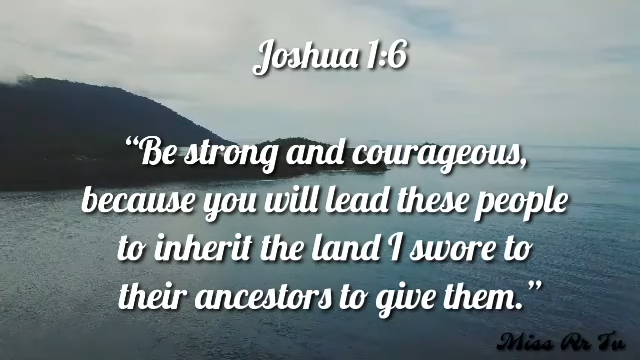 Joshua 1:6
“Be strong and courageous,
because you will lead these people
to inherit the land I swore to
their ancestors to give them.”
Miss Rr Tv